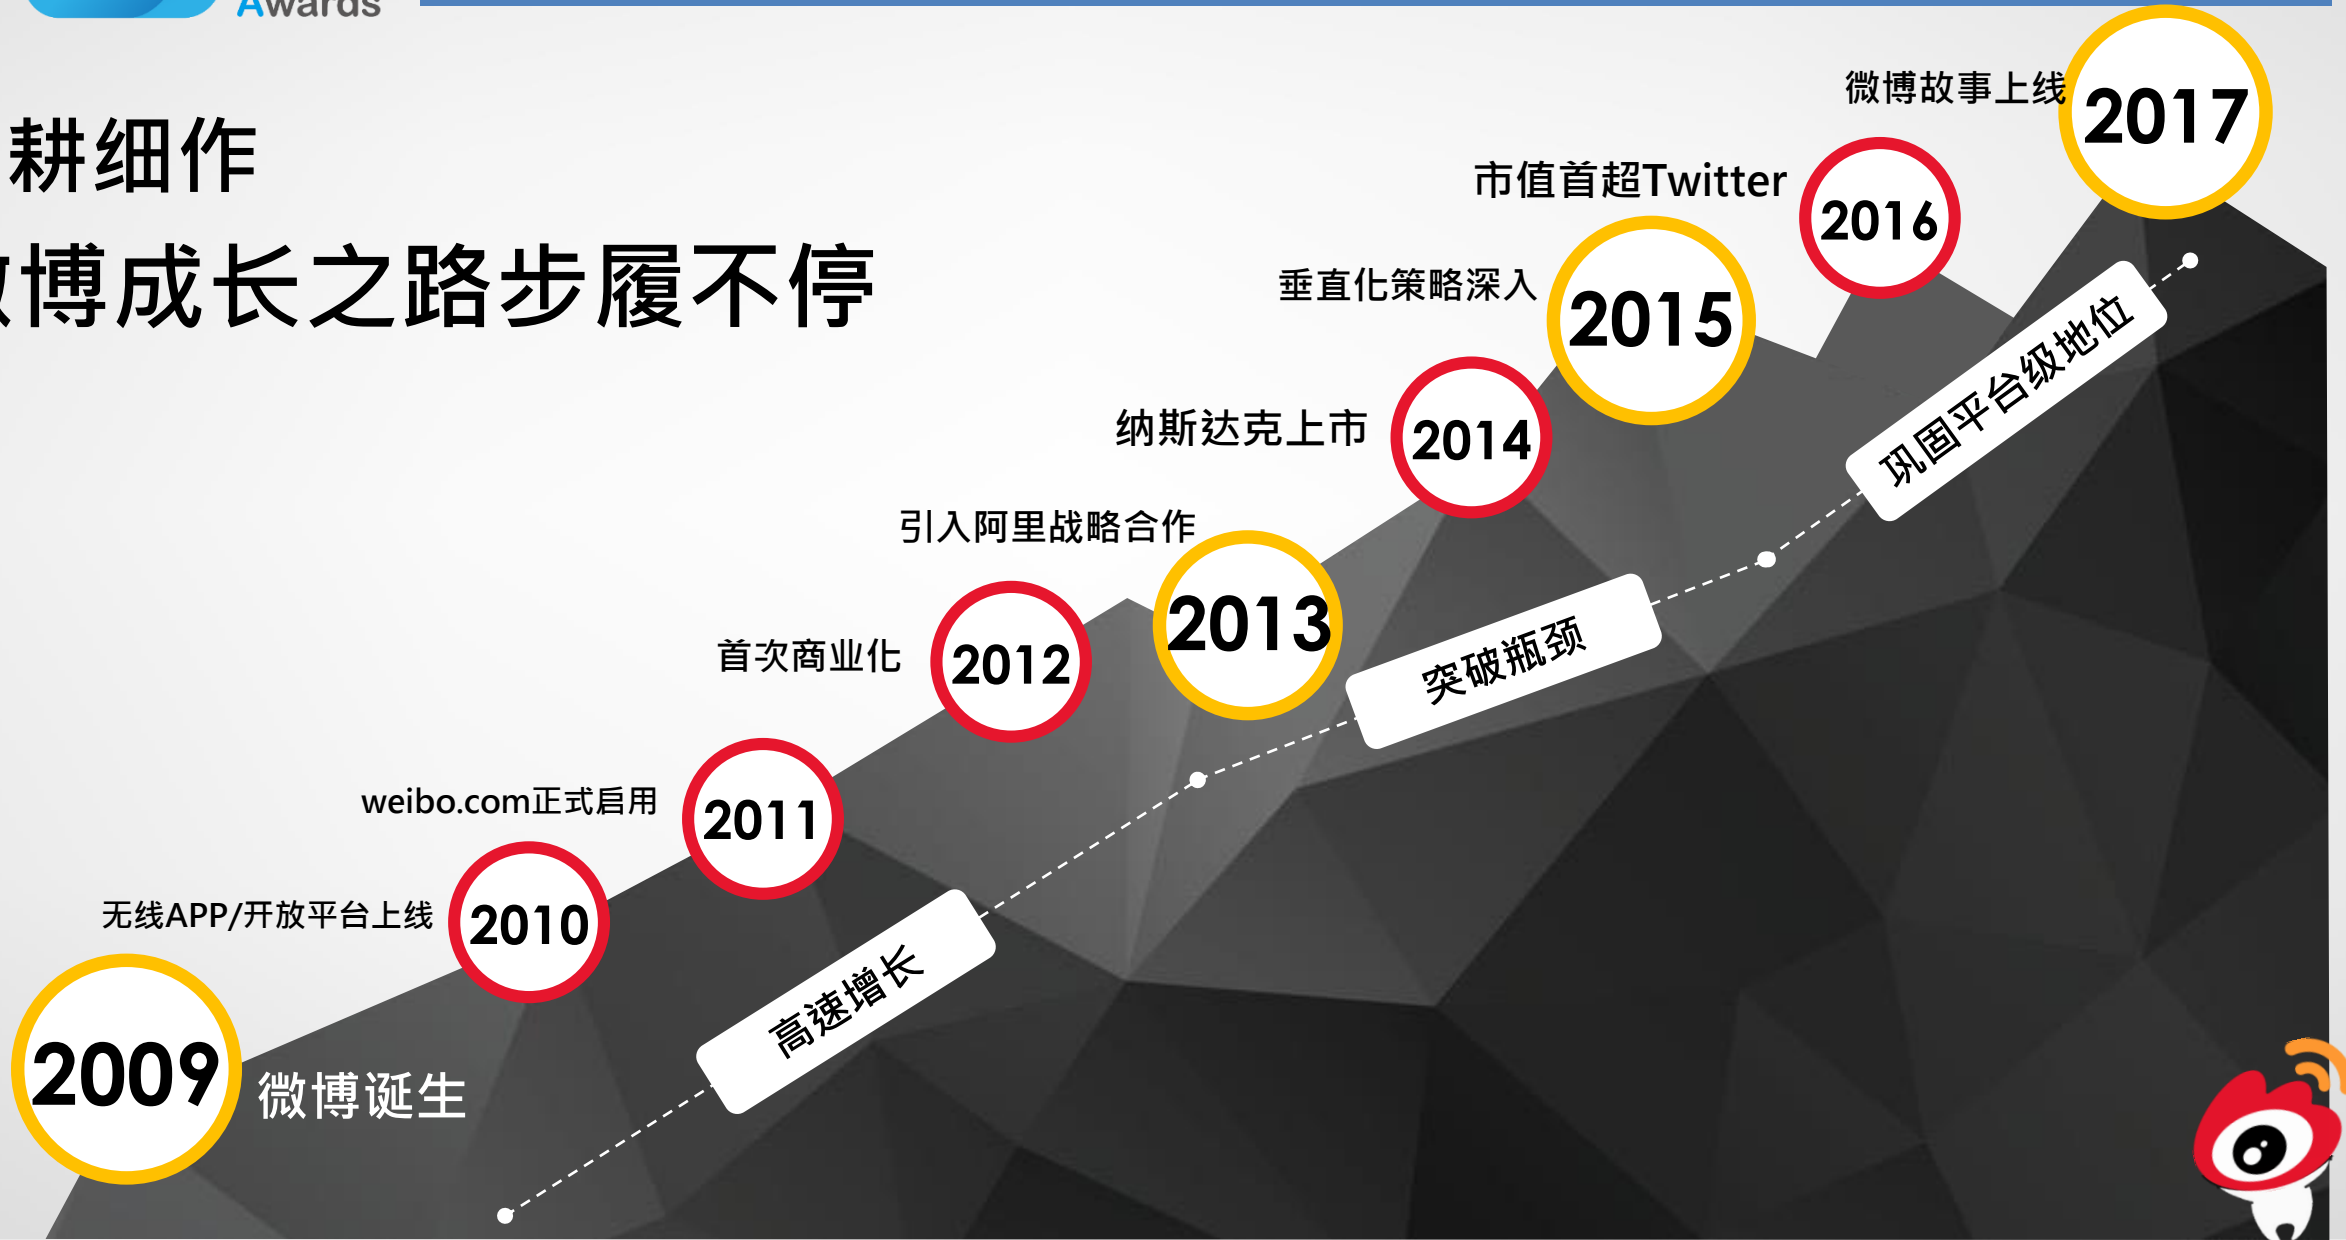 Awards
耕细作
微博成长之路步履不停
微博故事上线
2017
市值首超Twitter
2016
垂直化策略深入
2015
纳斯达克上市
2014
引入阿里战略合作
2013
首次商业化
2012
weibo.com正式启用
2011
无线APP/开放平台上线
2010
2009
微博诞生
高速增长
突破瓶颈
巩固平台级地位